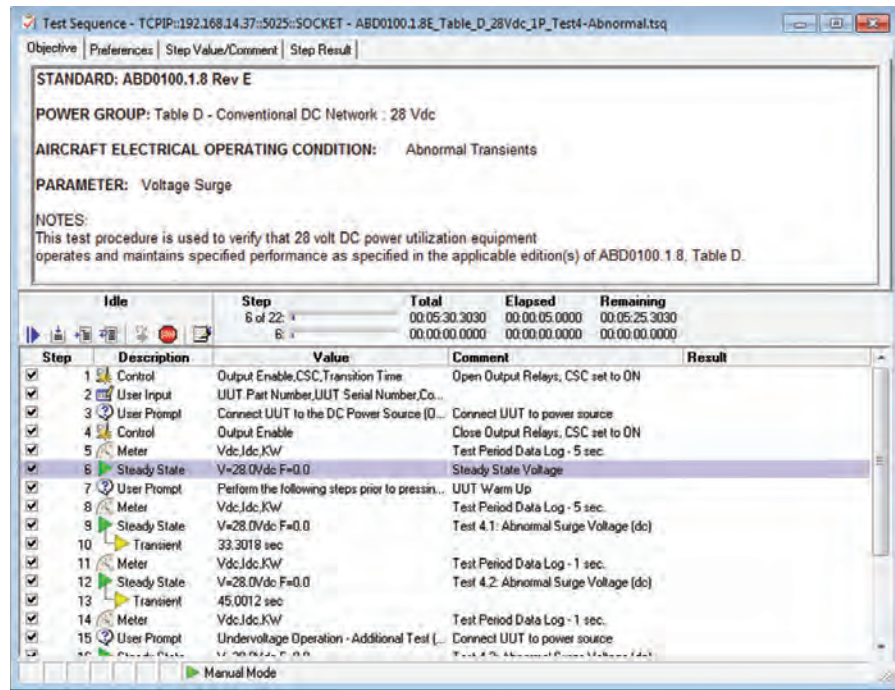 Test Sequence - TCPIP::192.168.14.37::5025::SOCKET - ABD0100.1.8E_Table_D_28Vdc_1P_Test4-Abnormal.tsq
Objective Preferences Step Value/Comment Step Result
STANDARD: ABD0100.1.8 Rev E
POWER GROUP: Table D - Conventional DC Network : 28 Vdc
AIRCRAFT ELECTRICAL OPERATING CONDITION: Abnormal Transients
PARAMETER: Voltage Surge
NOTES:
This test procedure is used to verify that 28 volt DC power utilization equipment
operates and maintains specified performance as specified in the applicable edition(s) of ABD0100.1.8, Table D.
Idle Step Total Elapsed Remaining
6 of 22: 00:05:30.3030 00:00:05.0000 00:05:25.3030
6: 00:00:00.0000 00:00:00.0000 00:00:00.0000
Step Description Value Comment Result
1 Control Output Enable,CSC,Transition Time Open Output Relays, CSC set to ON
2 User Input UUT Part Number,UUT Serial Number,Co...
3 User Prompt Connect UUT to the DC Power Source (O... Connect UUT to power source
4 Control Output Enable Close Output Relays, CSC set to ON
5 Meter Vdc,Idc,KW Test Period Data Log - 5 sec.
6 Steady State V=28.0Vdc F=0.0 Steady State Voltage
7 User Prompt Perform the following steps prior to pressin... UUT Warm Up
8 Meter Vdc,Idc,KW Test Period Data Log - 5 sec.
9 Steady State V=28.0Vdc F=0.0 Test 4.1: Abnormal Surge Voltage (dc)
10 Transient 33.3018 sec
11 Meter Vdc,Idc,KW Test Period Data Log - 1 sec.
12 Steady State V=28.0Vdc F=0.0 Test 4.2: Abnormal Surge Voltage (dc)
13 Transient 45.0012 sec
14 Meter Vdc,Idc,KW Test Period Data Log - 1 sec.
15 User Prompt Undervoltage Operation - Additional Test (... Connect UUT to power source
Manual Mode